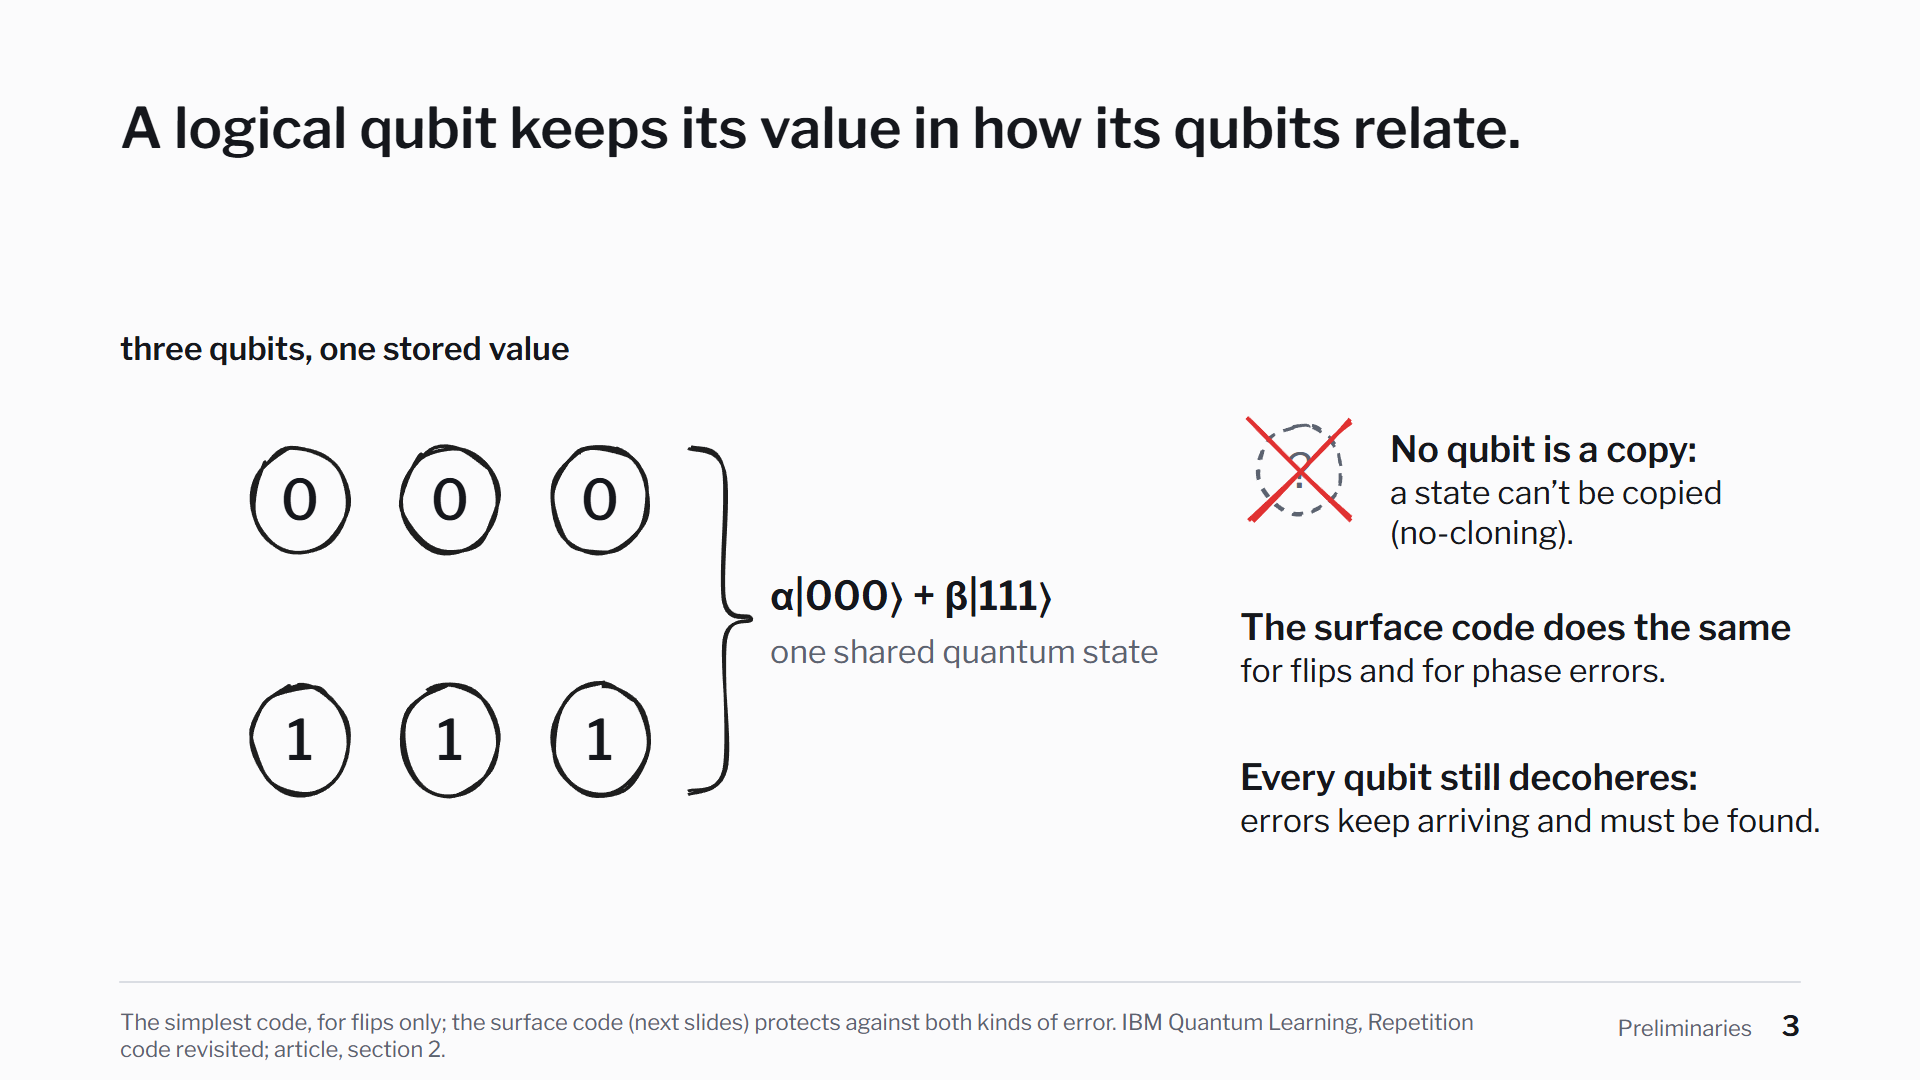 A logical qubit keeps its value in how its qubits relate.
three qubits, one stored value
0 0 0
1 1 1
α|000⟩ + β|111⟩
one shared quantum state
?
No qubit is a copy:
a state can’t be copied
(no-cloning).
The surface code does the same
for flips and for phase errors.
Every qubit still decoheres:
errors keep arriving and must be found.
The simplest code, for flips only; the surface code (next slides) protects against both kinds of error. IBM Quantum Learning, Repetition
code revisited; article, section 2.
Preliminaries 3